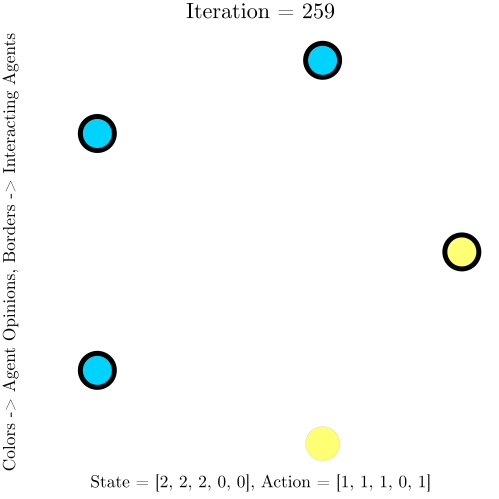 Iteration = 259
Colors -> Agent Opinions, Borders -> Interacting Agents
State = [2, 2, 2, 0, 0], Action = [1, 1, 1, 0, 1]